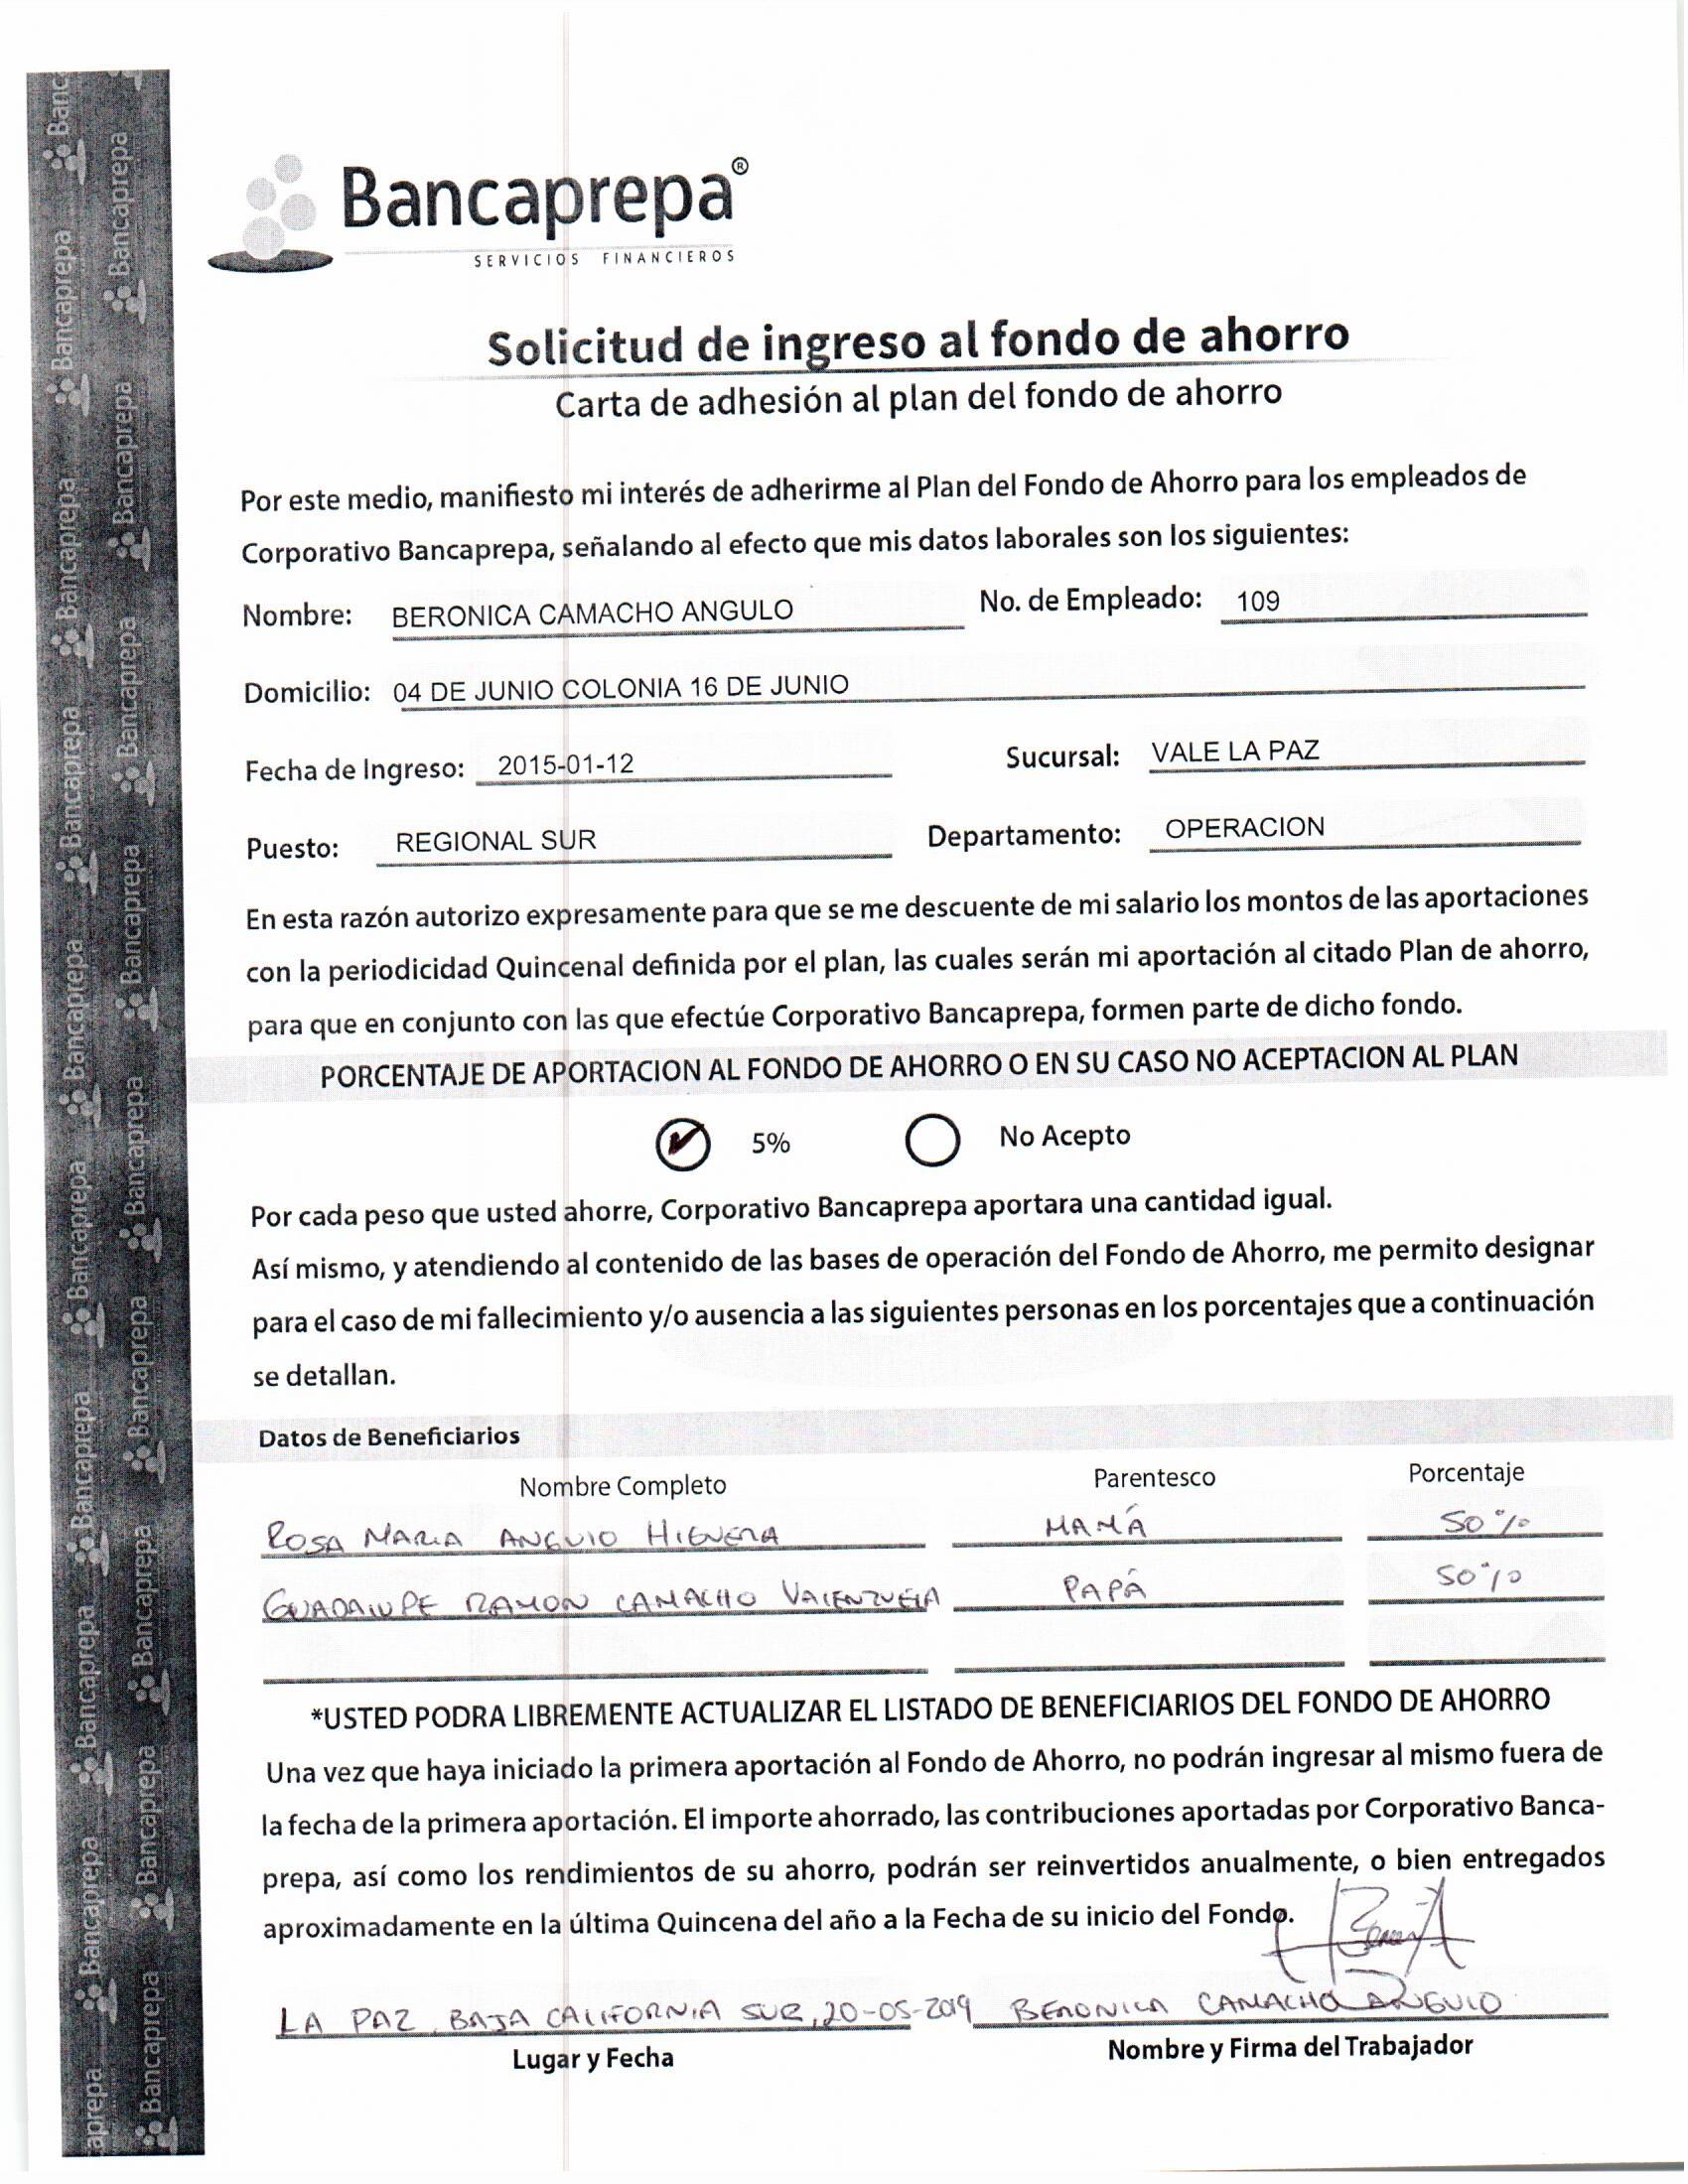 Bancaprepa®
SERVICIOS FINANCIEROS
Solicitud de ingreso al fondo de ahorro
Carta de adhesión al plan del fondo de ahorro
Por este medio, manifiesto mi interés de adherirme al Plan del Fondo de Ahorro para los empleados de
Corporativo Bancaprepa, señalando al efecto que mis datos laborales son los siguientes:
Nombre: BERONICA CAMACHO ANGULO No. de Empleado: 109
Domicilio: 04 DE JUNIO COLONIA 16 DE JUNIO
Fecha de Ingreso: 2015-01-12 Sucursal: VALE LA PAZ
Puesto: REGIONAL SUR Departamento: OPERACION
En esta razón autorizo expresamente para que se me descuente de mi salario los montos de las aportaciones
con la periodicidad Quincenal definida por el plan, las cuales serán mi aportación al citado Plan de ahorro,
para que en conjunto con las que efectúe Corporativo Bancaprepa, formen parte de dicho fondo.
PORCENTAJE DE APORTACION AL FONDO DE AHORRO O EN SU CASO NO ACEPTACION AL PLAN
5% No Acepto
Por cada peso que usted ahorre, Corporativo Bancaprepa aportara una cantidad igual.
Así mismo, y atendiendo al contenido de las bases de operación del Fondo de Ahorro, me permito designar
para el caso de mi fallecimiento y/o ausencia a las siguientes personas en los porcentajes que a continuación
se detallan.
Datos de Beneficiarios
Nombre Completo Parentesco Porcentaje
ROSA MARIA ANGULO HIGUERA MAMÁ 50%
GUADALUPE RAMON CAMACHO VALENZUELA PAPÁ 50%
*USTED PODRA LIBREMENTE ACTUALIZAR EL LISTADO DE BENEFICIARIOS DEL FONDO DE AHORRO
Una vez que haya iniciado la primera aportación al Fondo de Ahorro, no podrán ingresar al mismo fuera de
la fecha de la primera aportación. El importe ahorrado, las contribuciones aportadas por Corporativo Banca-
prepa, así como los rendimientos de su ahorro, podrán ser reinvertidos anualmente, o bien entregados
aproximadamente en la última Quincena del año a la Fecha de su inicio del Fondo.
LA PAZ, BAJA CALIFORNIA SUR, 20-05-2019 BERONICA CAMACHO ANGULO
Lugar y Fecha Nombre y Firma del Trabajador